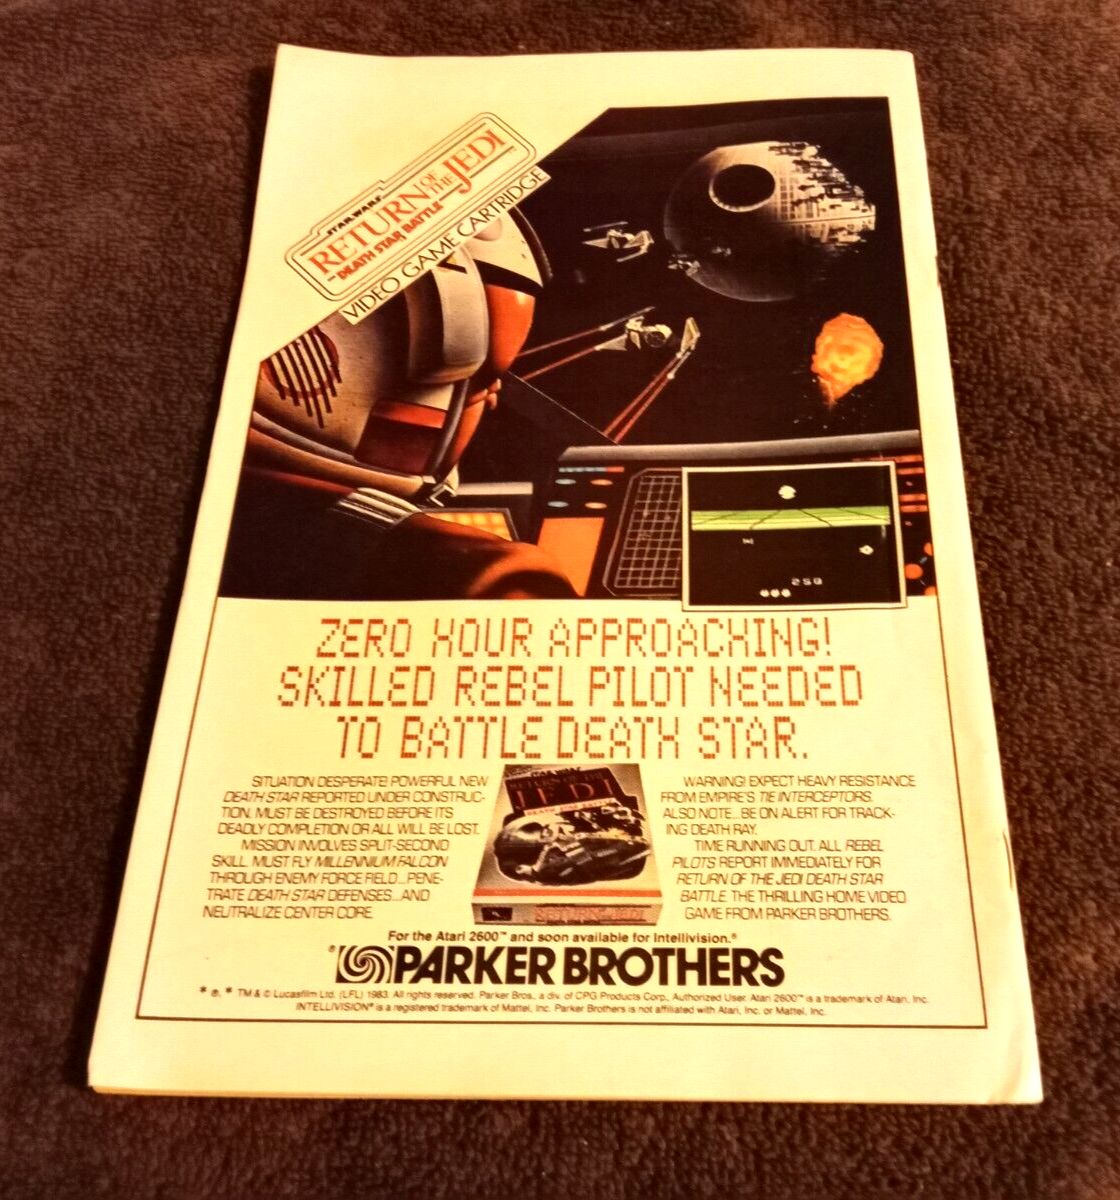 STAR WARS
RETURN OF THE JEDI
DEATH STAR BATTLE
VIDEO GAME CARTRIDGE
250
ZERO HOUR APPROACHING!
SKILLED REBEL PILOT NEEDED
TO BATTLE DEATH STAR.
SITUATION DESPERATE! POWERFUL NEW
DEATH STAR REPORTED UNDER CONSTRUC-
TION. MUST BE DESTROYED BEFORE ITS
DEADLY COMPLETION OR ALL WILL BE LOST.
MISSION INVOLVES SPLIT-SECOND
SKILL. MUST FLY MILLENNIUM FALCON
THROUGH ENEMY FORCE FIELD...PENE-
TRATE DEATH STAR DEFENSES...AND
NEUTRALIZE CENTER CORE.
JEDI
DEATH STAR BATTLE
RETURN OF THE JEDI
WARNING! EXPECT HEAVY RESISTANCE
FROM EMPIRE'S TIE INTERCEPTORS.
ALSO NOTE...BE ON ALERT FOR TRACK-
ING DEATH RAY.
TIME RUNNING OUT. ALL REBEL
PILOTS REPORT IMMEDIATELY FOR
RETURN OF THE JEDI DEATH STAR
BATTLE. THE THRILLING HOME VIDEO
GAME FROM PARKER BROTHERS.
For the Atari 2600™ and soon available for Intellivision.®
PARKER BROTHERS
* ®, * TM & © Lucasfilm Ltd. (LFL) 1983. All rights reserved. Parker Bros., a div. of CPG Products Corp., Authorized User. Atari 2600™ is a trademark of Atari, Inc.
INTELLIVISION® is a registered trademark of Mattel, Inc. Parker Brothers is not affiliated with Atari, Inc. or Mattel, Inc.